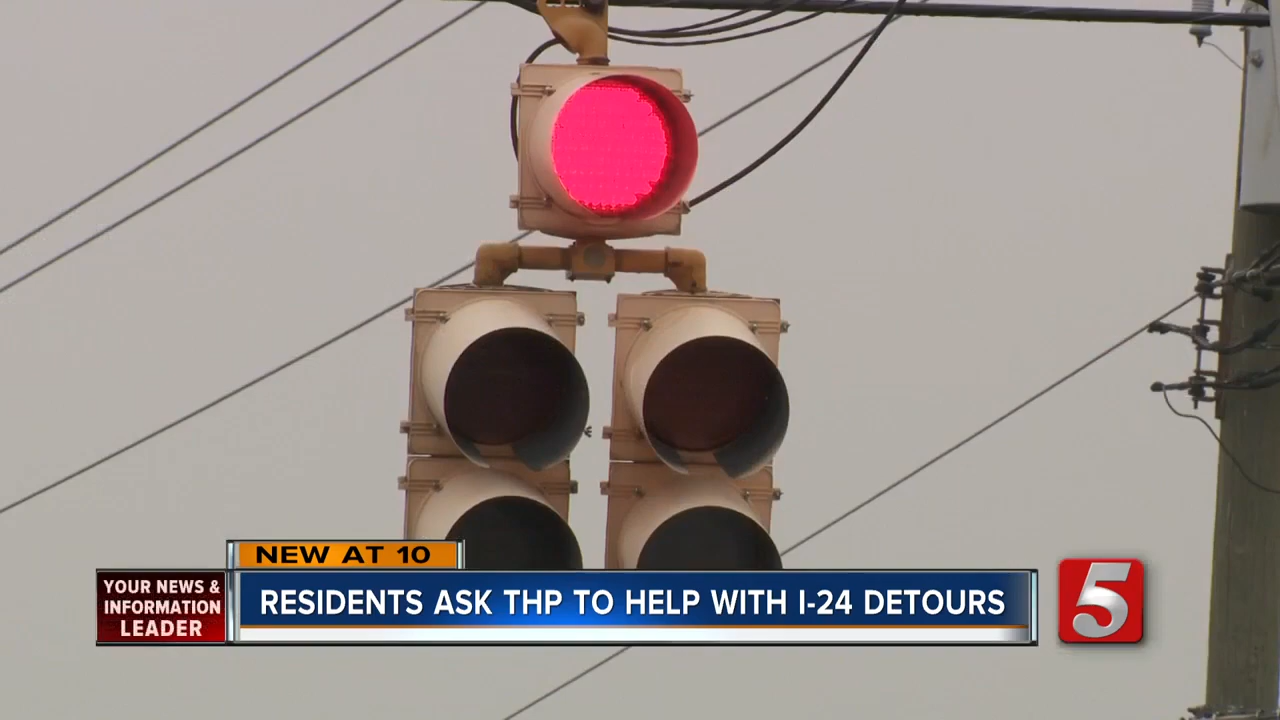 NEW AT 10
YOUR NEWS &
INFORMATION
LEADER
RESIDENTS ASK THP TO HELP WITH I-24 DETOURS
5